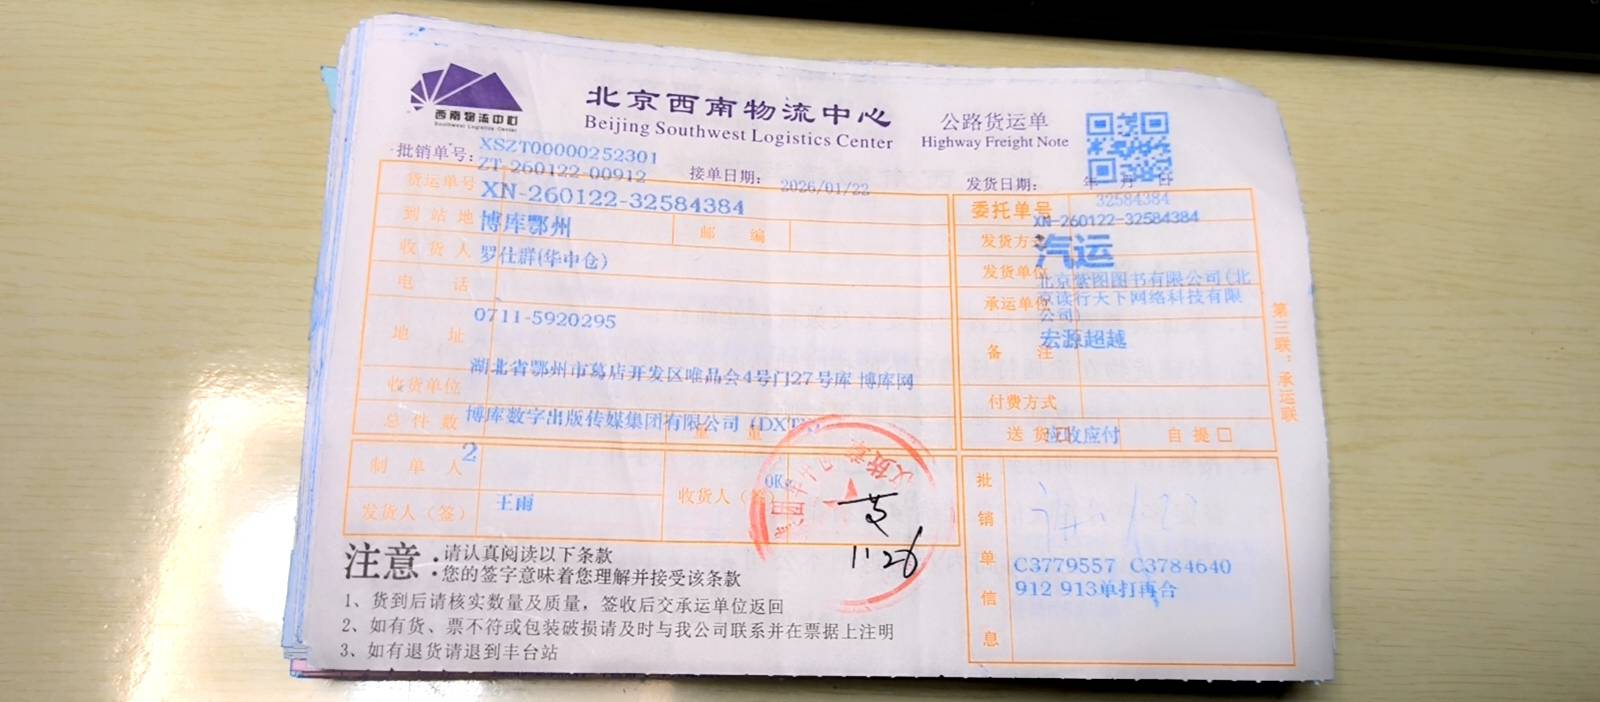 西南物流中心
Southwest Logistics Center
北京西南物流中心
Beijing Southwest Logistics Center
公路货运单
Highway Freight Note
批销单号: XSZT00000252301
ZT-260122-00912
接单日期: 2026/01/22
发货日期: 年 月 日
32584384
货运单号 XN-260122-32584384
委托单号 XN-260122-32584384
到站地 博库鄂州
邮编
发货方式 汽运
收货人 罗仕群(华中仓)
发货单位 北京紫图图书有限公司(北京读行天下网络科技有限公司)
电话 0711-5920295
承运单位 宏源超越
地址 湖北省鄂州市葛店开发区唯品会4号门27号库 博库网
备注
收货单位 博库数字出版传媒集团有限公司 (DXTX)
付费方式 应收应付
总件数 2
重量
送货
自提
制单人 王雨
发货人(签)
收货人(签) OK
黄
1·26
批销单信息
C3779557 C3784640
912 913单打再合
第三联:承运联
注意:请认真阅读以下条款
您的签字意味着您理解并接受该条款
1、货到后请核实数量及质量，签收后交承运单位返回
2、如有货、票不符或包装破损请及时与我公司联系并在票据上注明
3、如有退货请退到丰台站